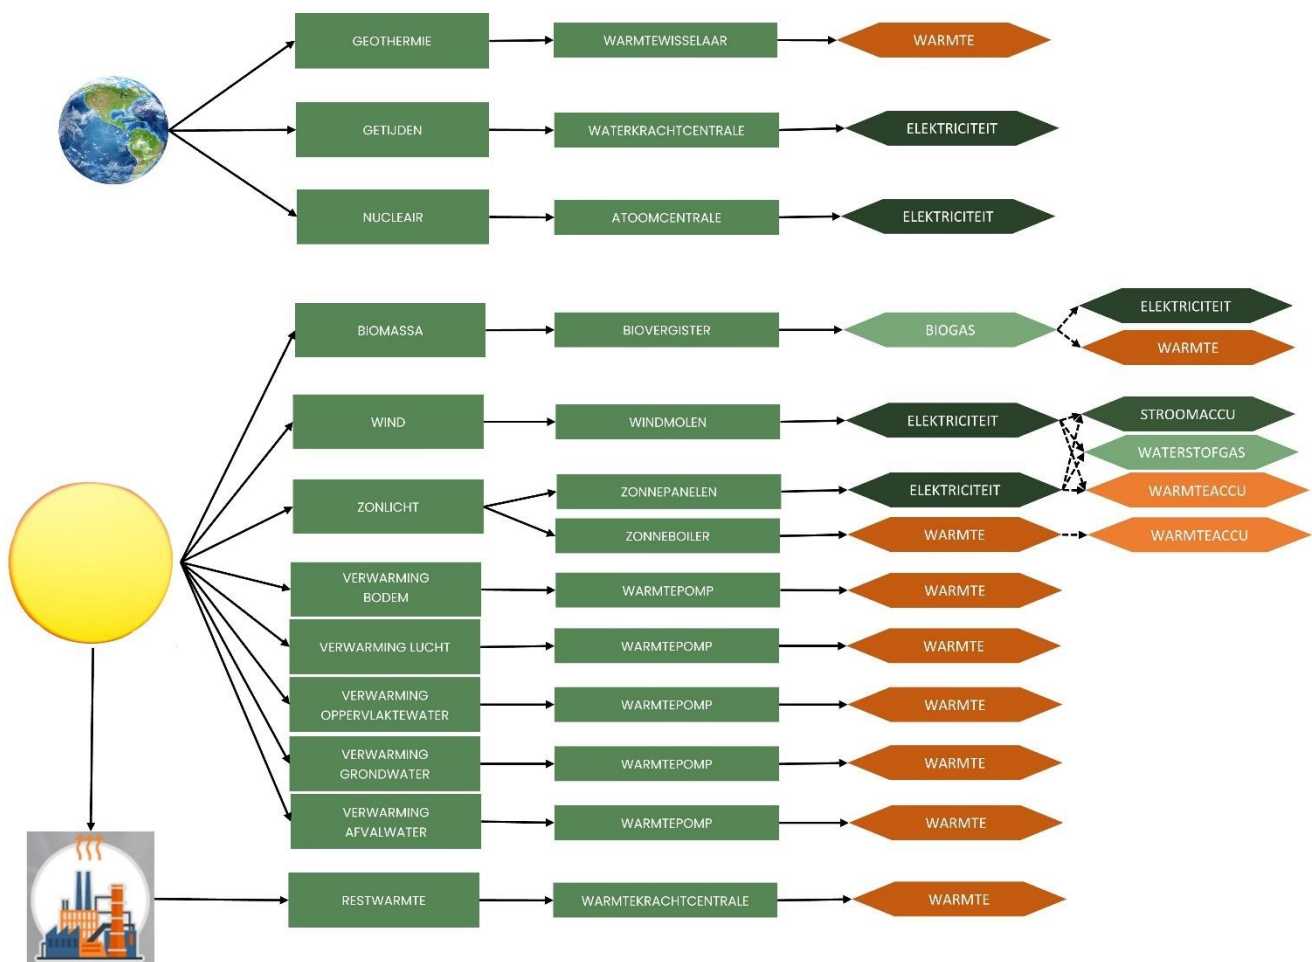 GEOTHERMIE
WARMTEWISSELAAR
WARMTE
GETIJDEN
WATERKRACHTCENTRALE
ELEKTRICITEIT
NUCLEAIR
ATOOMCENTRALE
ELEKTRICITEIT
BIOMASSA
BIOVERGISTER
BIOGAS
ELEKTRICITEIT
WARMTE
WIND
WINDMOLEN
ELEKTRICITEIT
STROOMACCU
WATERSTOFGAS
WARMTEACCU
ZONLICHT
ZONNEPANELEN
ELEKTRICITEIT
ZONNEBOILER
WARMTE
WARMTEACCU
VERWARMING
BODEM
WARMTEPOMP
WARMTE
VERWARMING LUCHT
WARMTEPOMP
WARMTE
VERWARMING
OPPERVLAKTEWATER
WARMTEPOMP
WARMTE
VERWARMING
GRONDWATER
WARMTEPOMP
WARMTE
VERWARMING
AFVALWATER
WARMTEPOMP
WARMTE
RESTWARMTE
WARMTEKRACHTCENTRALE
WARMTE